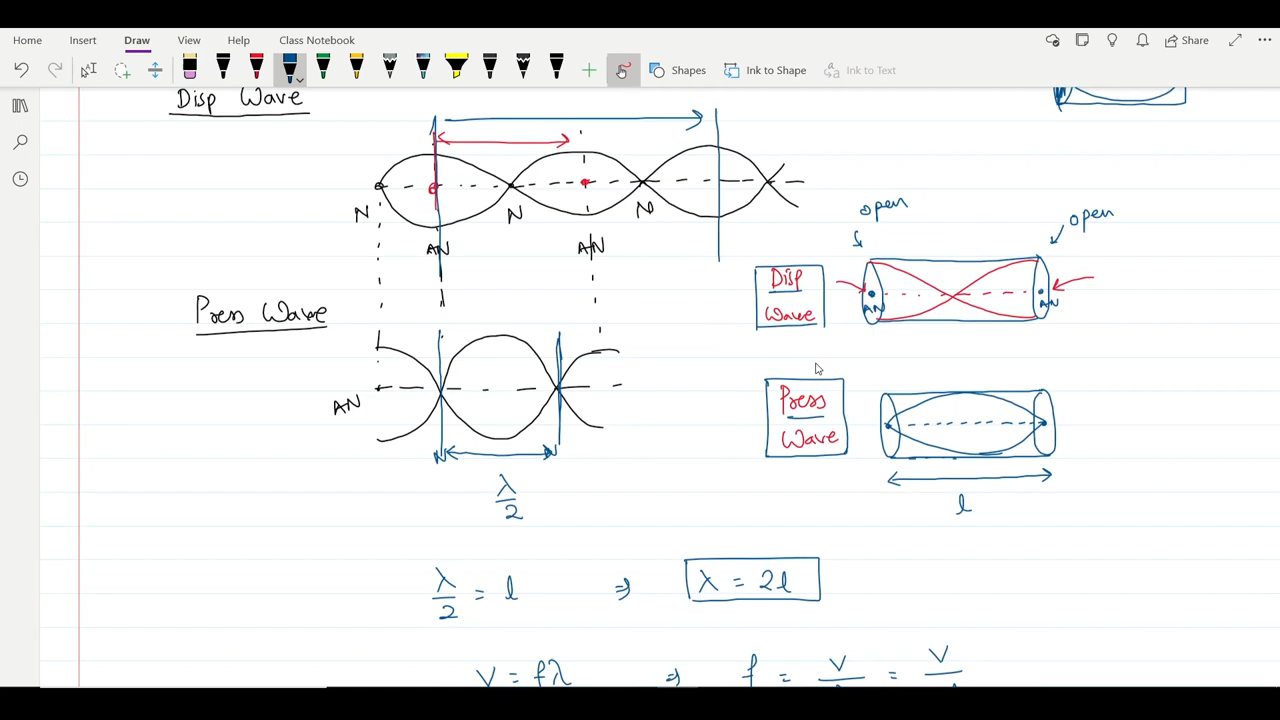 Home Insert Draw View Help Class Notebook Share
Shapes Ink to Shape Ink to Text
Disp Wave
N N N
AN AN
open open
Disp
Wave
AN AN
Press Wave
AN
N N
λ/2
Press
Wave
l
λ/2 = l ⇒ λ = 2l
V = fλ ⇒ f = V = V